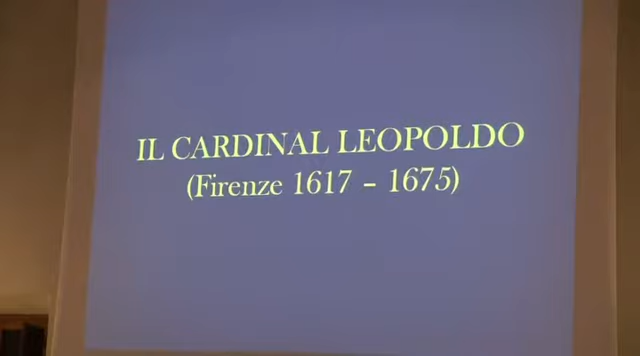 IL CARDINAL LEOPOLDO
(Firenze 1617 – 1675)